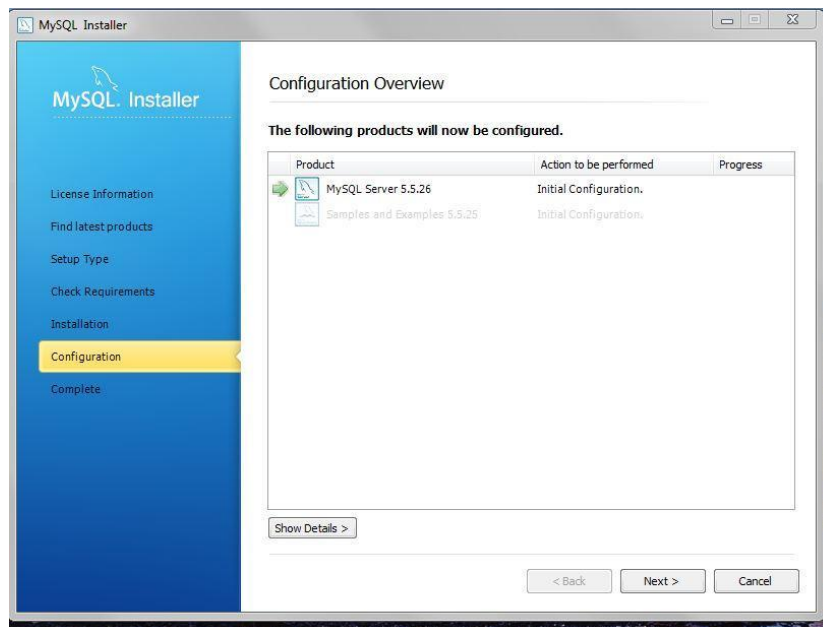 MySQL Installer
MySQL. Installer
License Information
Find latest products
Setup Type
Check Requirements
Installation
Configuration
Complete
Configuration Overview
The following products will now be configured.
Product Action to be performed Progress
MySQL Server 5.5.26 Initial Configuration.
Samples and Examples 5.5.25 Initial Configuration.
Show Details >
< Back Next > Cancel